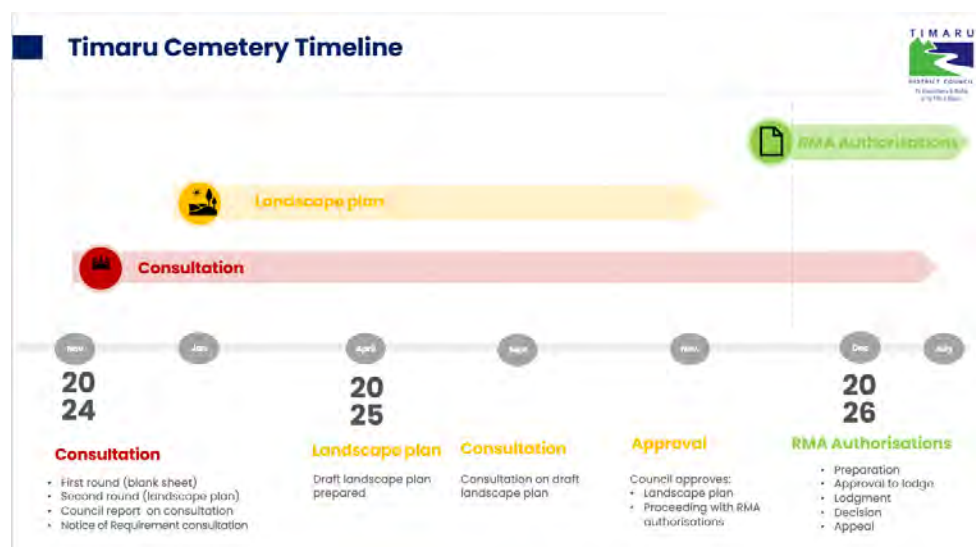 Timaru Cemetery Timeline
TIMARU
DISTRICT COUNCIL
RMA Authorisations
Landscape plan
Consultation
Nov.
Jan.
April
Sept.
Nov.
Dec
July
20
24
20
25
20
26
Consultation
• First round (blank sheet)
• Second round (landscape plan)
• Council report on consultation
• Notice of Requirement consultation
Landscape plan
Draft landscape plan
prepared
Consultation
Consultation on draft
landscape plan
Approval
Council approves:
• Landscape plan
• Proceeding with RMA
authorisations
RMA Authorisations
• Preparation
• Approval to lodge
• Lodgment
• Decision
• Appeal